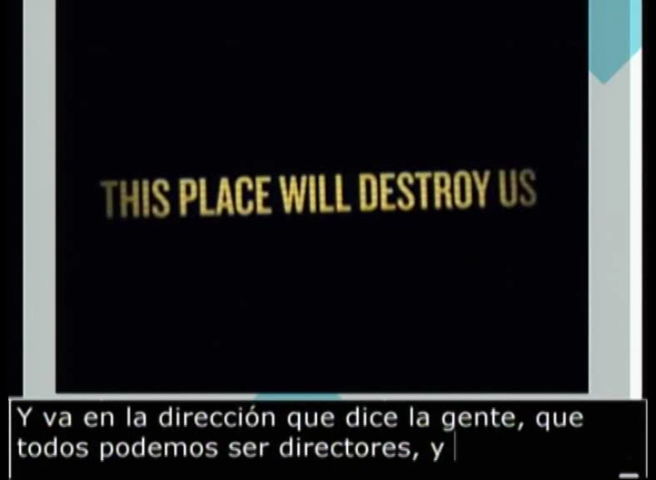 THIS PLACE WILL DESTROY US
Y va en la dirección que dice la gente, que
todos podemos ser directores, y